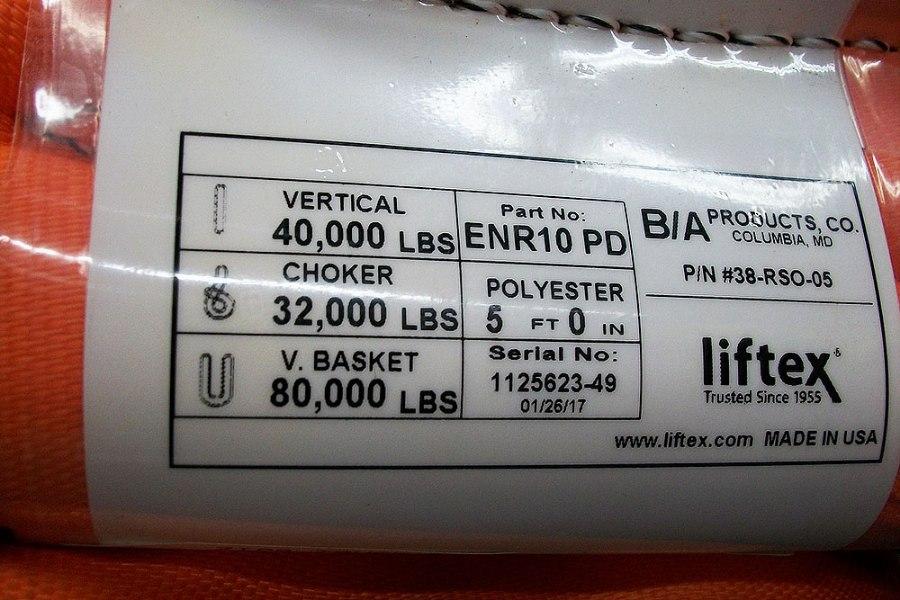 VERTICAL
40,000 LBS
CHOKER
32,000 LBS
V. BASKET
80,000 LBS
Part No:
ENR10 PD
POLYESTER
5 FT 0 IN
Serial No:
1125623-49
01/26/17
B/A PRODUCTS, CO.
COLUMBIA, MD
P/N #38-RSO-05
liftex®
Trusted Since 1955
www.liftex.com MADE IN USA